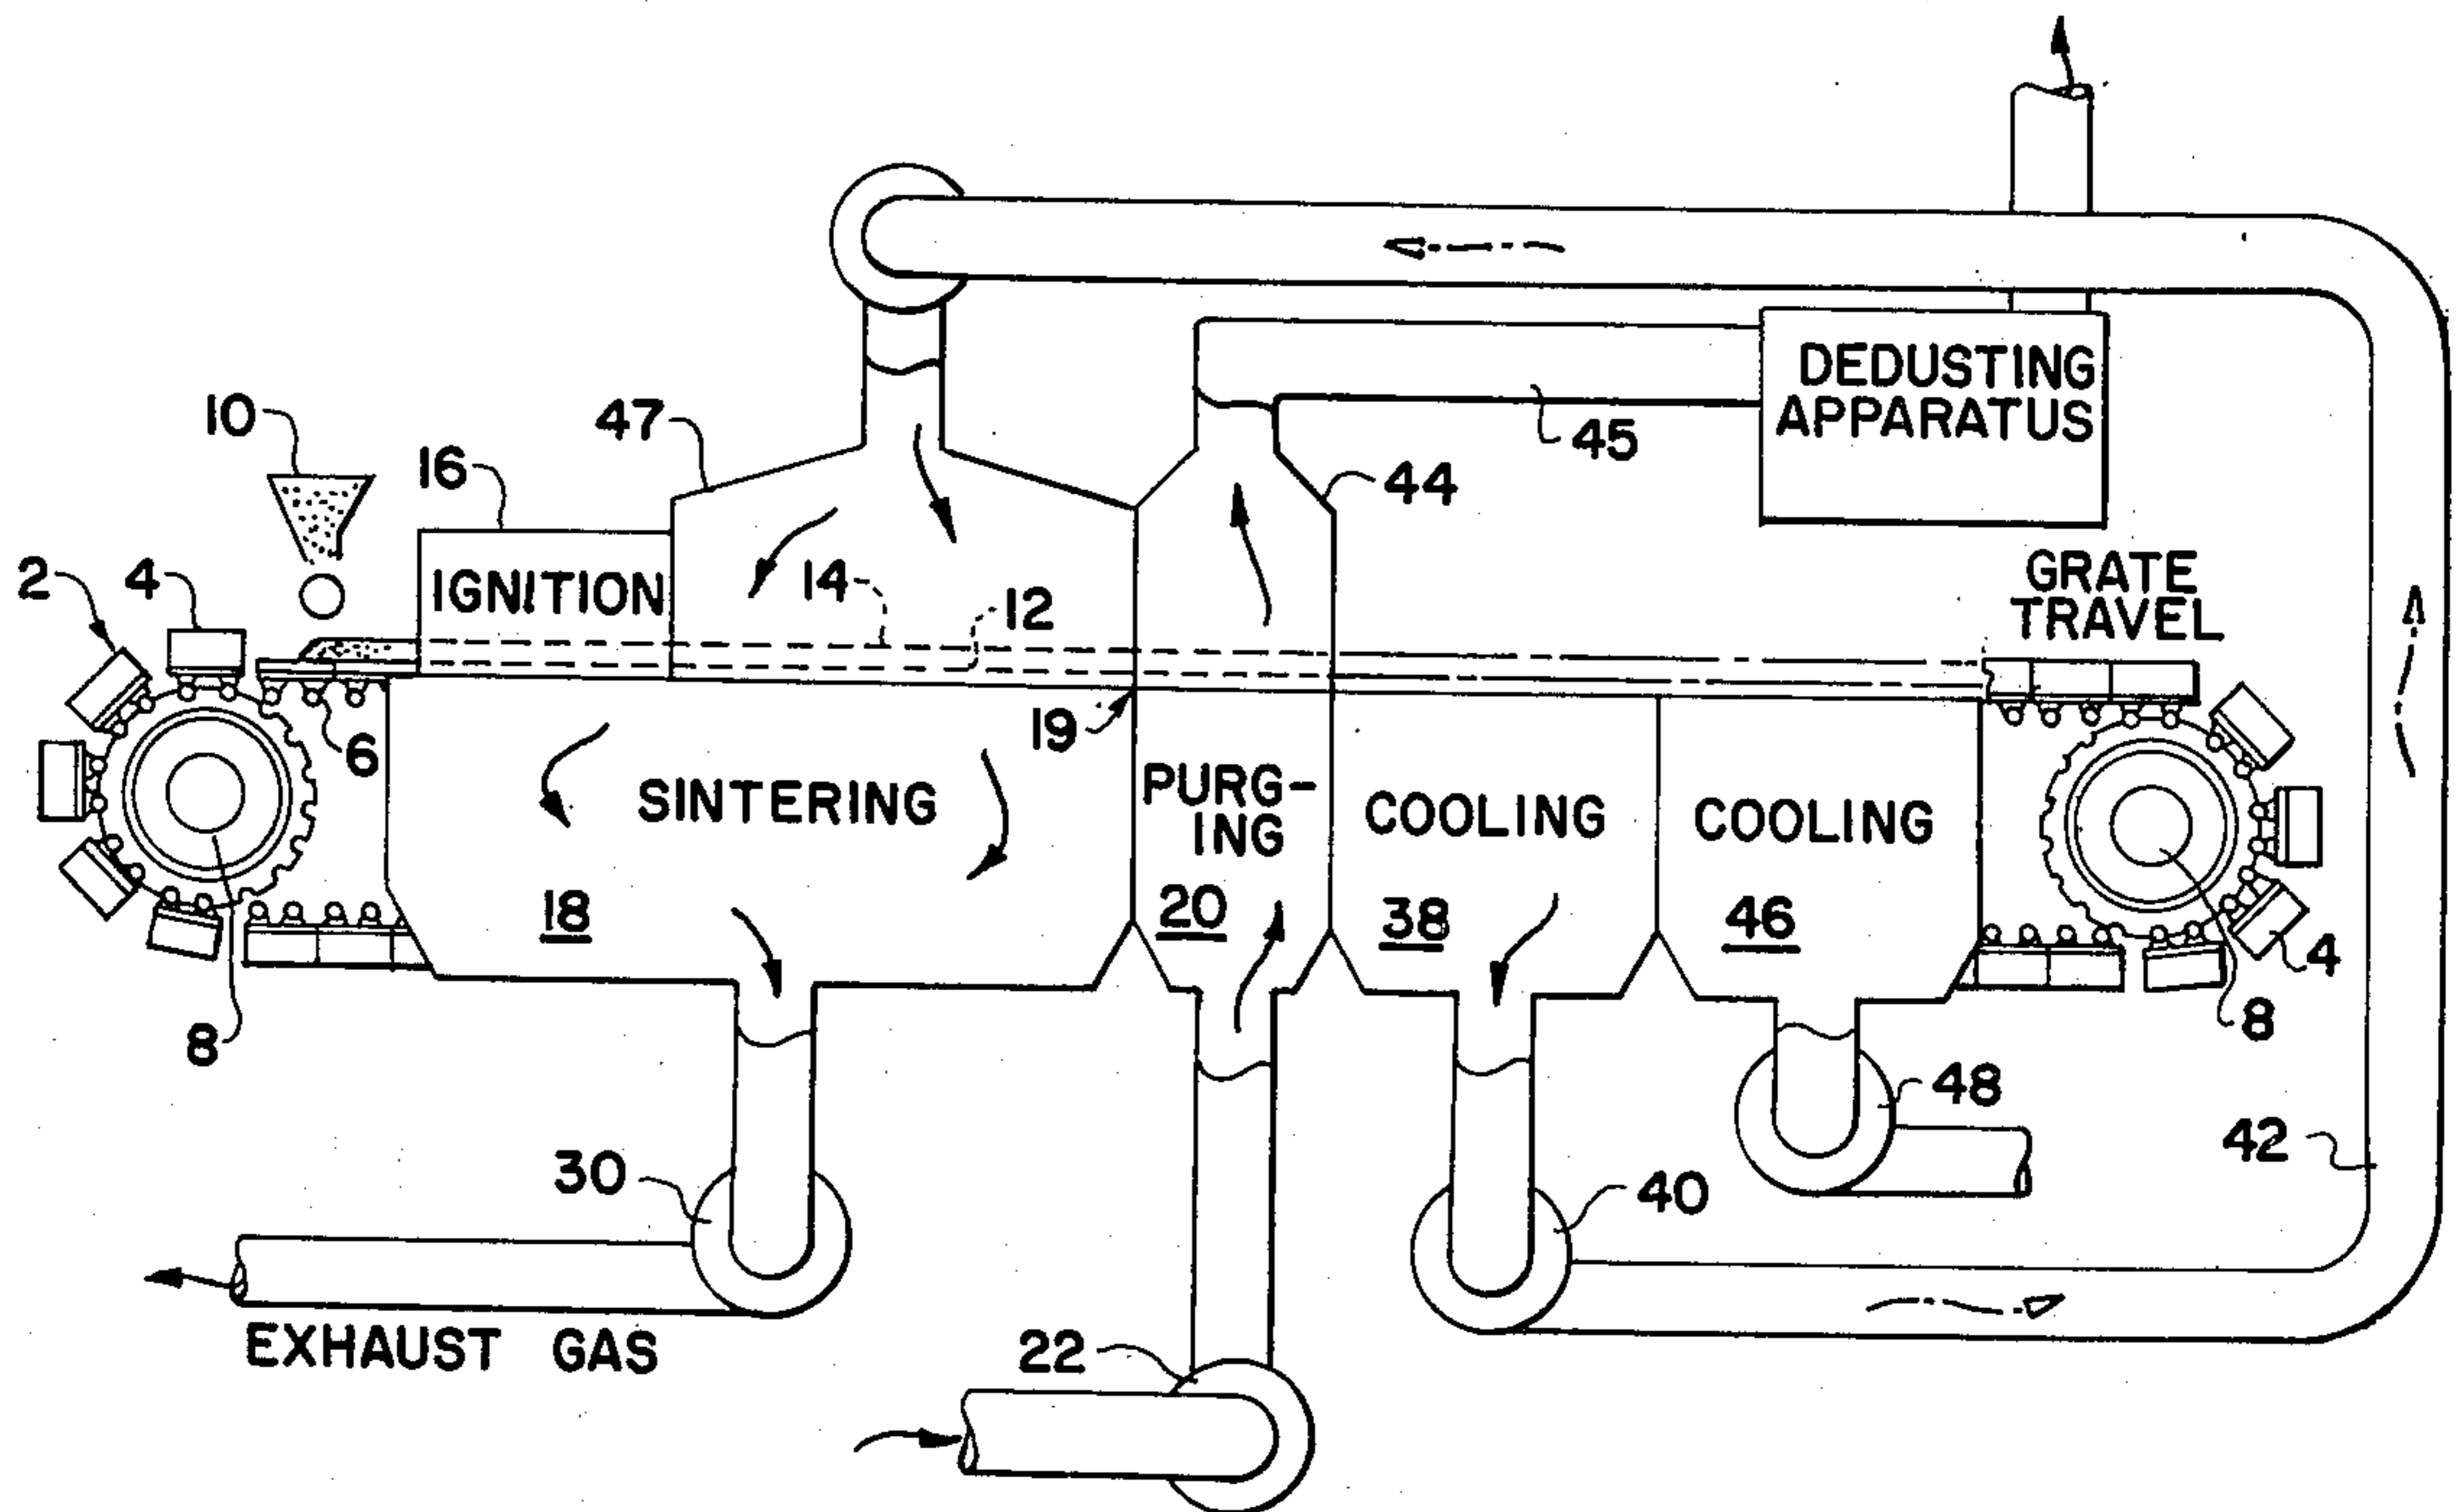 DEDUSTING
APPARATUS
10
47
45
16
44
2
4
IGNITION
14
12
GRATE
TRAVEL
6
19
SINTERING
PURG-
ING
COOLING
COOLING
18
20
38
46
4
8
8
48
42
30
40
EXHAUST GAS
22